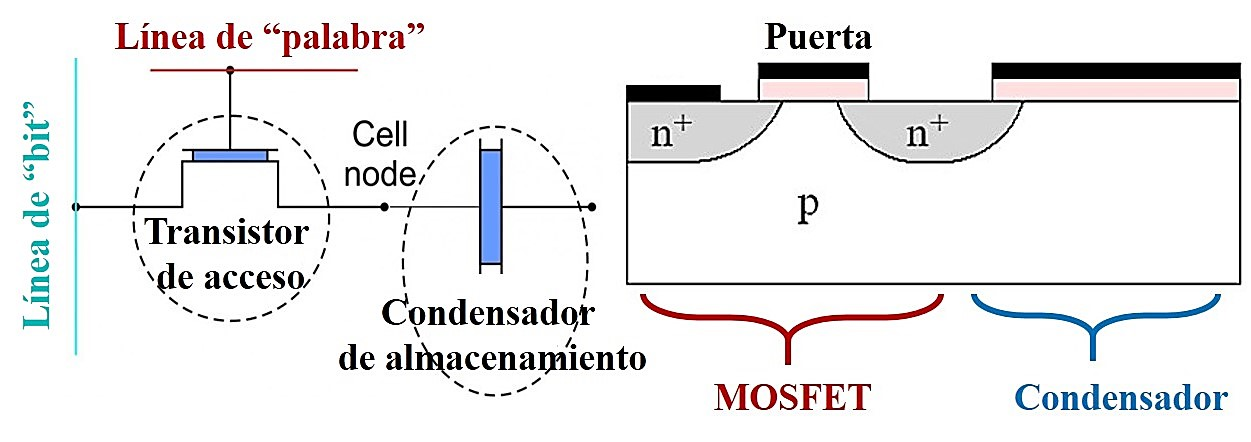 Línea de “palabra”
Línea de “bit”
Cell
node
Transistor
de acceso
Condensador
de almacenamiento
Puerta
n+
n+
p
MOSFET
Condensador